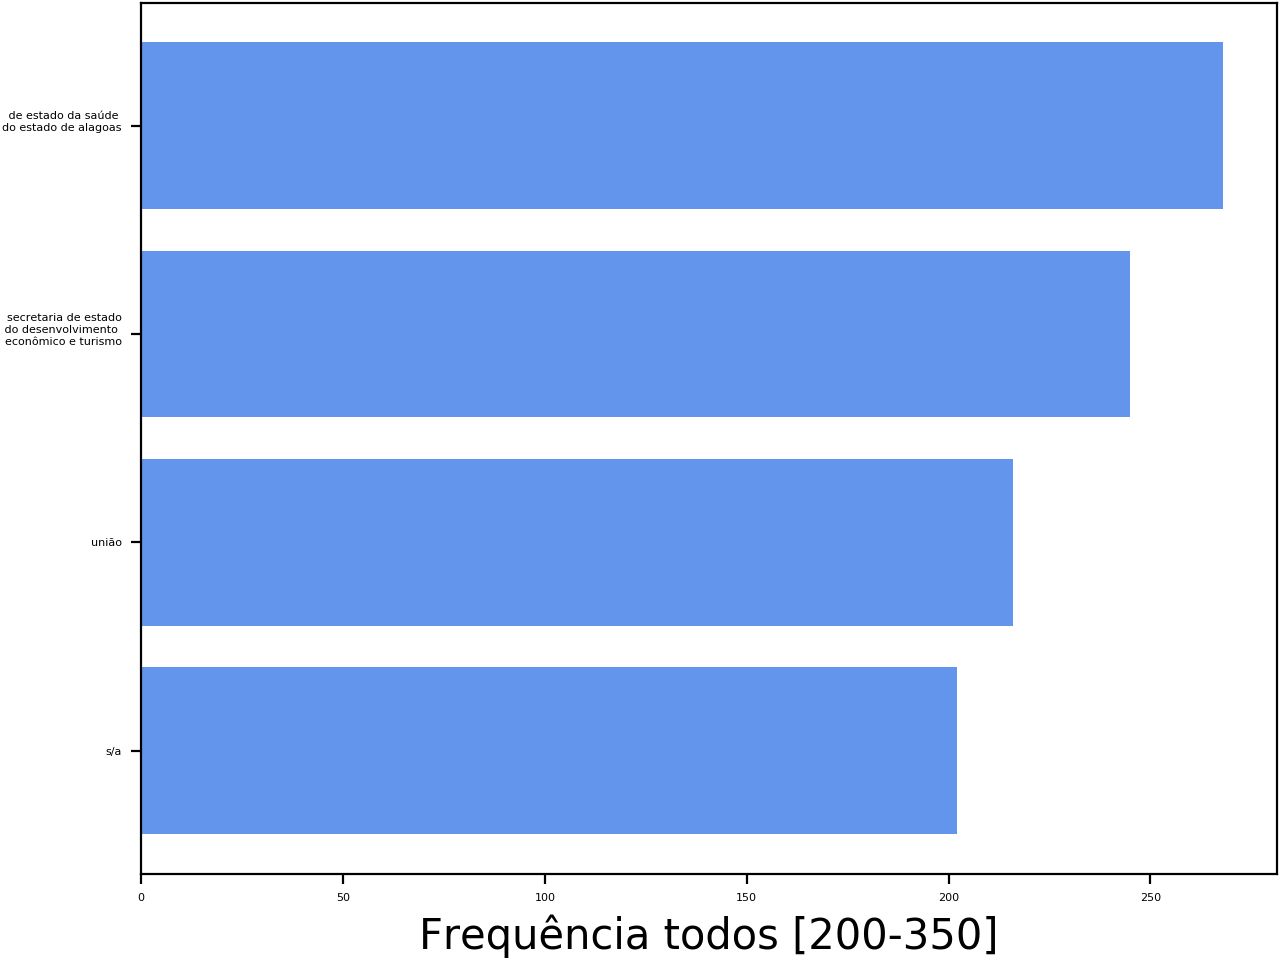 de estado da saúde
do estado de alagoas
secretaria de estado
do desenvolvimento
econômico e turismo
união
s/a
0 50 100 150 200 250
Frequência todos [200-350]